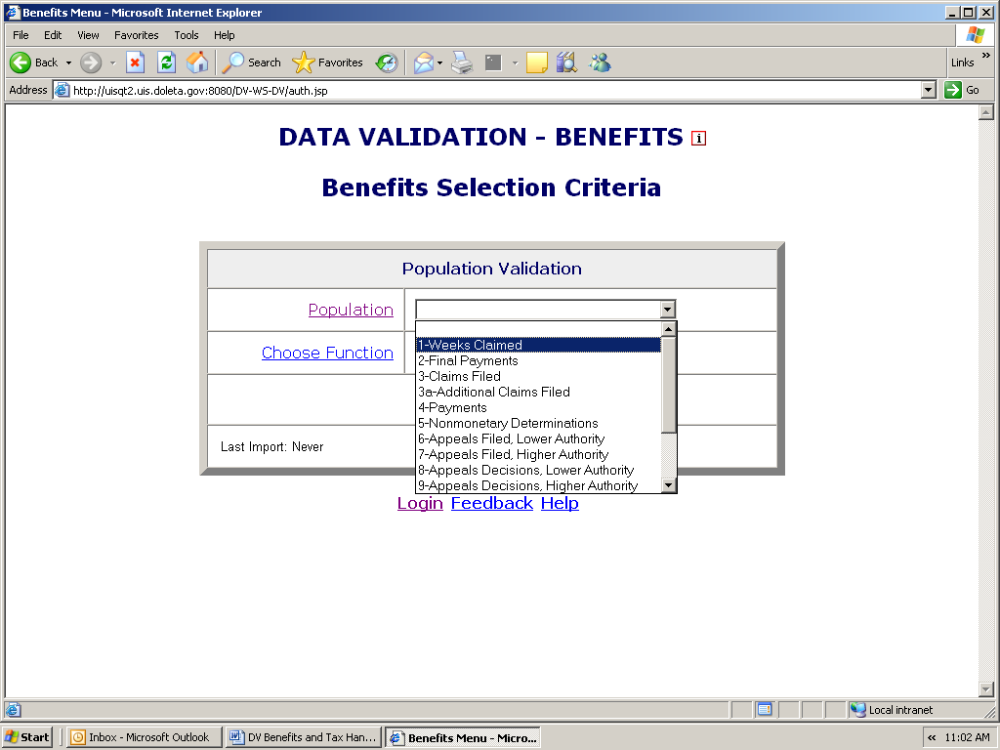 Benefits Menu - Microsoft Internet Explorer
File Edit View Favorites Tools Help
Back Search Favorites Links »
Address http://uisqt2.uis.doleta.gov:8080/DV-WS-DV/auth.jsp Go
DATA VALIDATION - BENEFITS i
Benefits Selection Criteria
Population Validation
Population
1-Weeks Claimed
Choose Function
2-Final Payments
3-Claims Filed
3a-Additional Claims Filed
4-Payments
5-Nonmonetary Determinations
6-Appeals Filed, Lower Authority
Last Import: Never
7-Appeals Filed, Higher Authority
8-Appeals Decisions, Lower Authority
9-Appeals Decisions, Higher Authority
Login Feedback Help
Local intranet
Start Inbox - Microsoft Outlook DV Benefits and Tax Han... Benefits Menu - Micro... « 11:02 AM